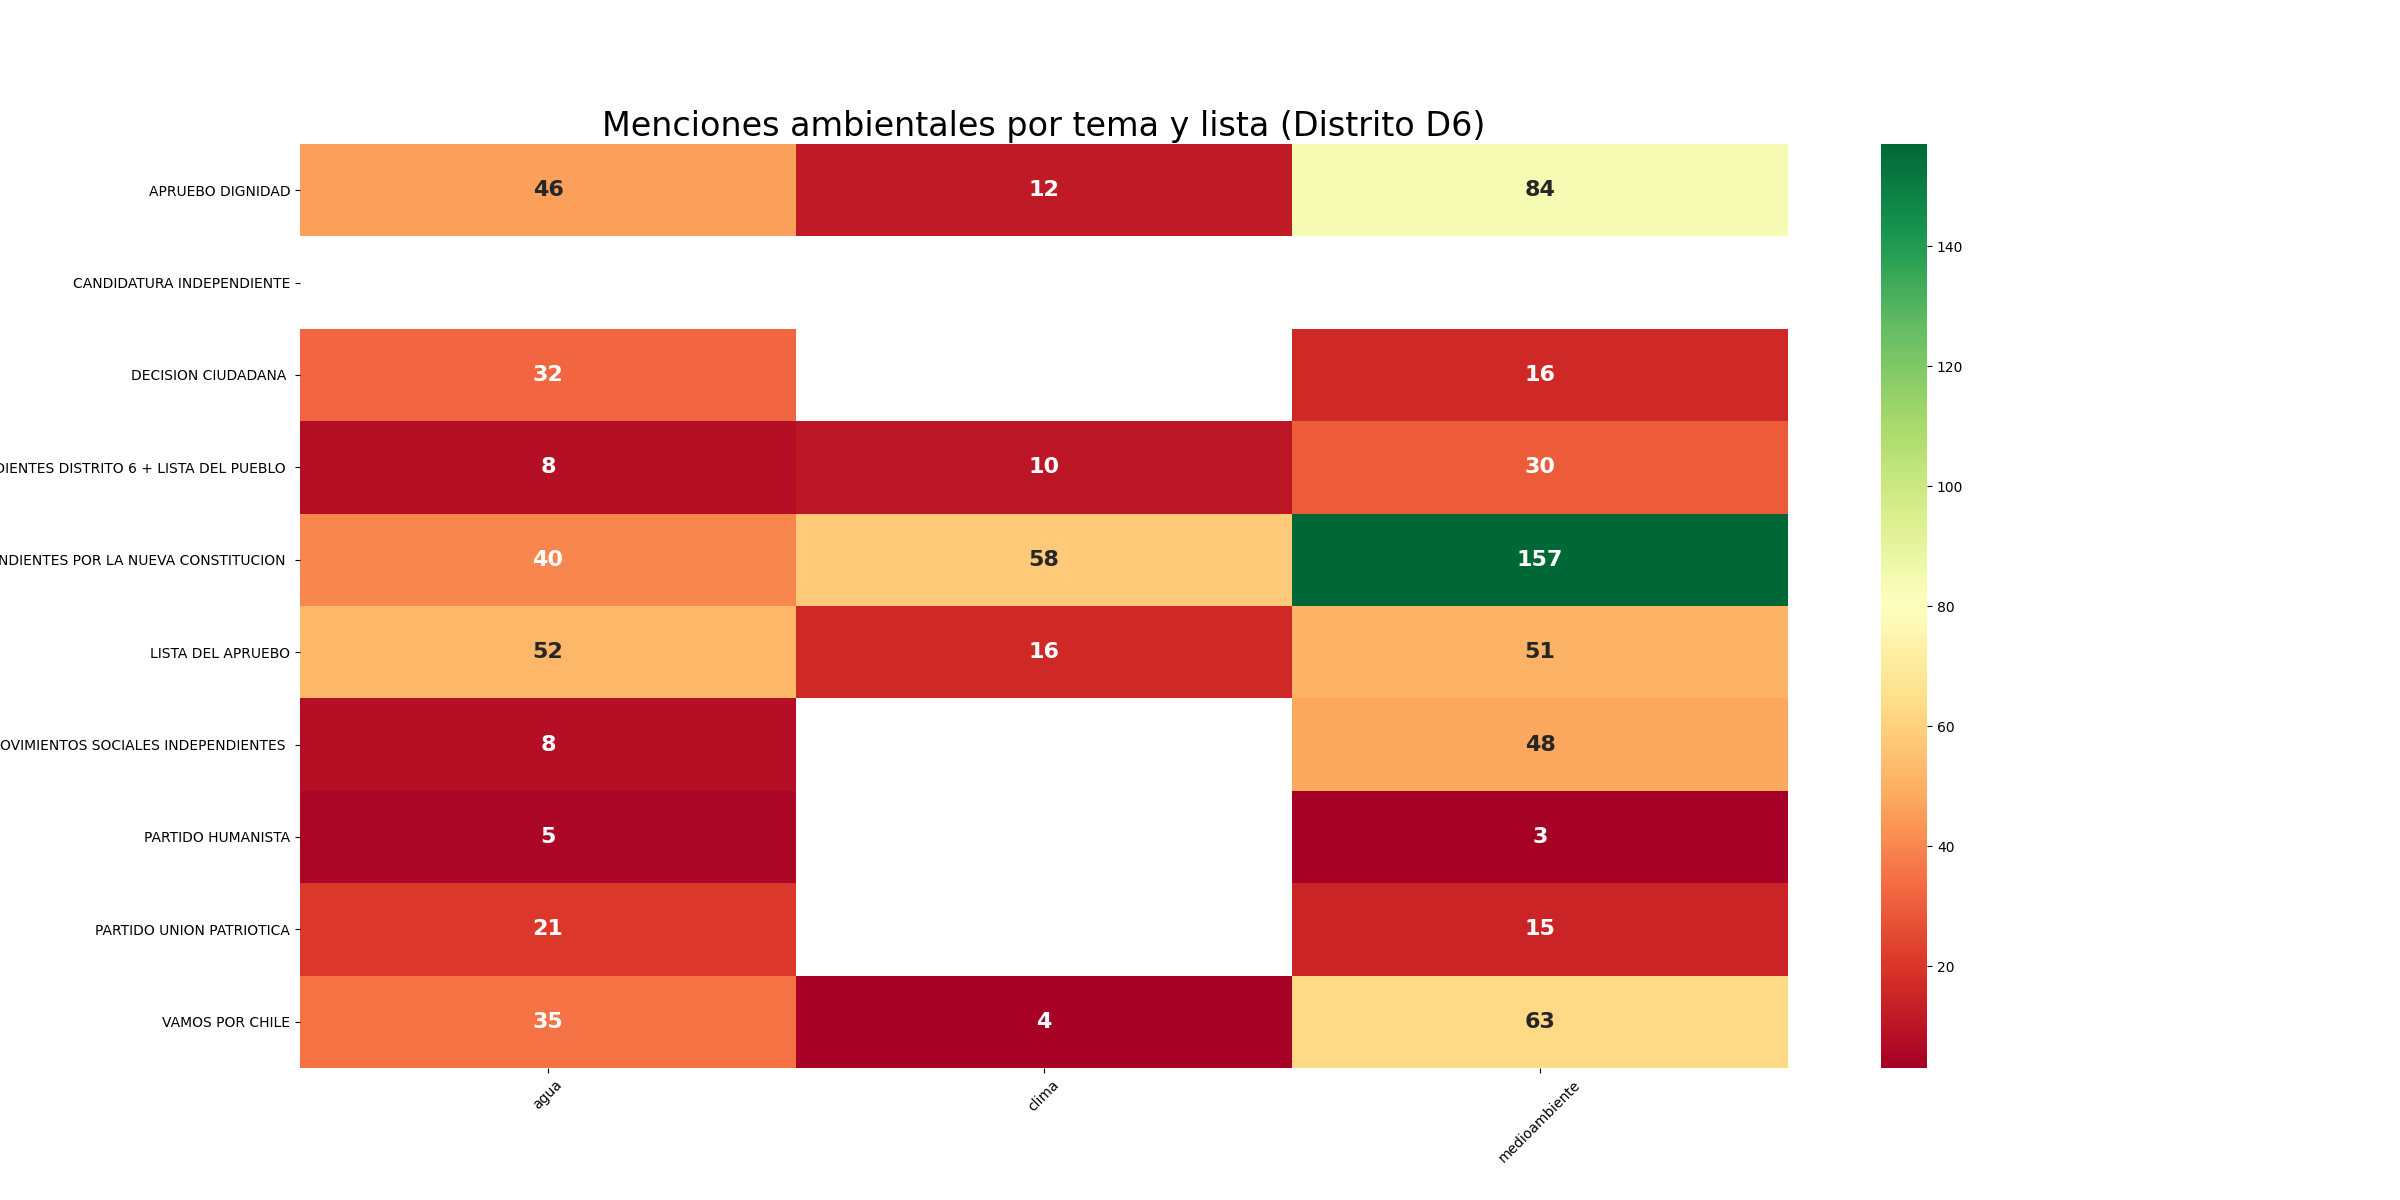 Menciones ambientales por tema y lista (Distrito D6)
APRUEBO DIGNIDAD 46 12 84
CANDIDATURA INDEPENDIENTE
DECISION CIUDADANA 32 16
DIENTES DISTRITO 6 + LISTA DEL PUEBLO 8 10 30
NDIENTES POR LA NUEVA CONSTITUCION 40 58 157
LISTA DEL APRUEBO 52 16 51
OVIMIENTOS SOCIALES INDEPENDIENTES 8 48
PARTIDO HUMANISTA 5 3
PARTIDO UNION PATRIOTICA 21 15
VAMOS POR CHILE 35 4 63
agua clima medioambiente
140
120
100
80
60
40
20